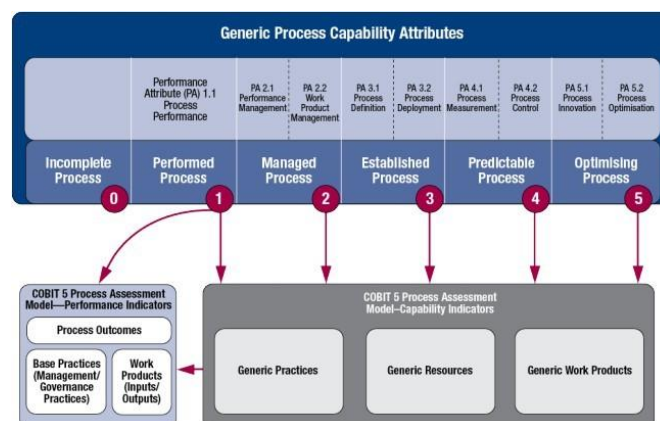 Generic Process Capability Attributes
Performance
Attribute (PA) 1.1
Process
Performance
PA 2.1
Performance
Management
PA 2.2
Work
Product
Management
PA 3.1
Process
Definition
PA 3.2
Process
Deployment
PA 4.1
Process
Measurement
PA 4.2
Process
Control
PA 5.1
Process
Innovation
PA 5.2
Process
Optimisation
Incomplete
Process
0
Performed
Process
1
Managed
Process
2
Established
Process
3
Predictable
Process
4
Optimising
Process
5
COBIT 5 Process Assessment
Model—Performance Indicators
Process Outcomes
Base Practices
(Management/
Governance
Practices)
Work
Products
(Inputs/
Outputs)
COBIT 5 Process Assessment
Model–Capability Indicators
Generic Practices
Generic Resources
Generic Work Products